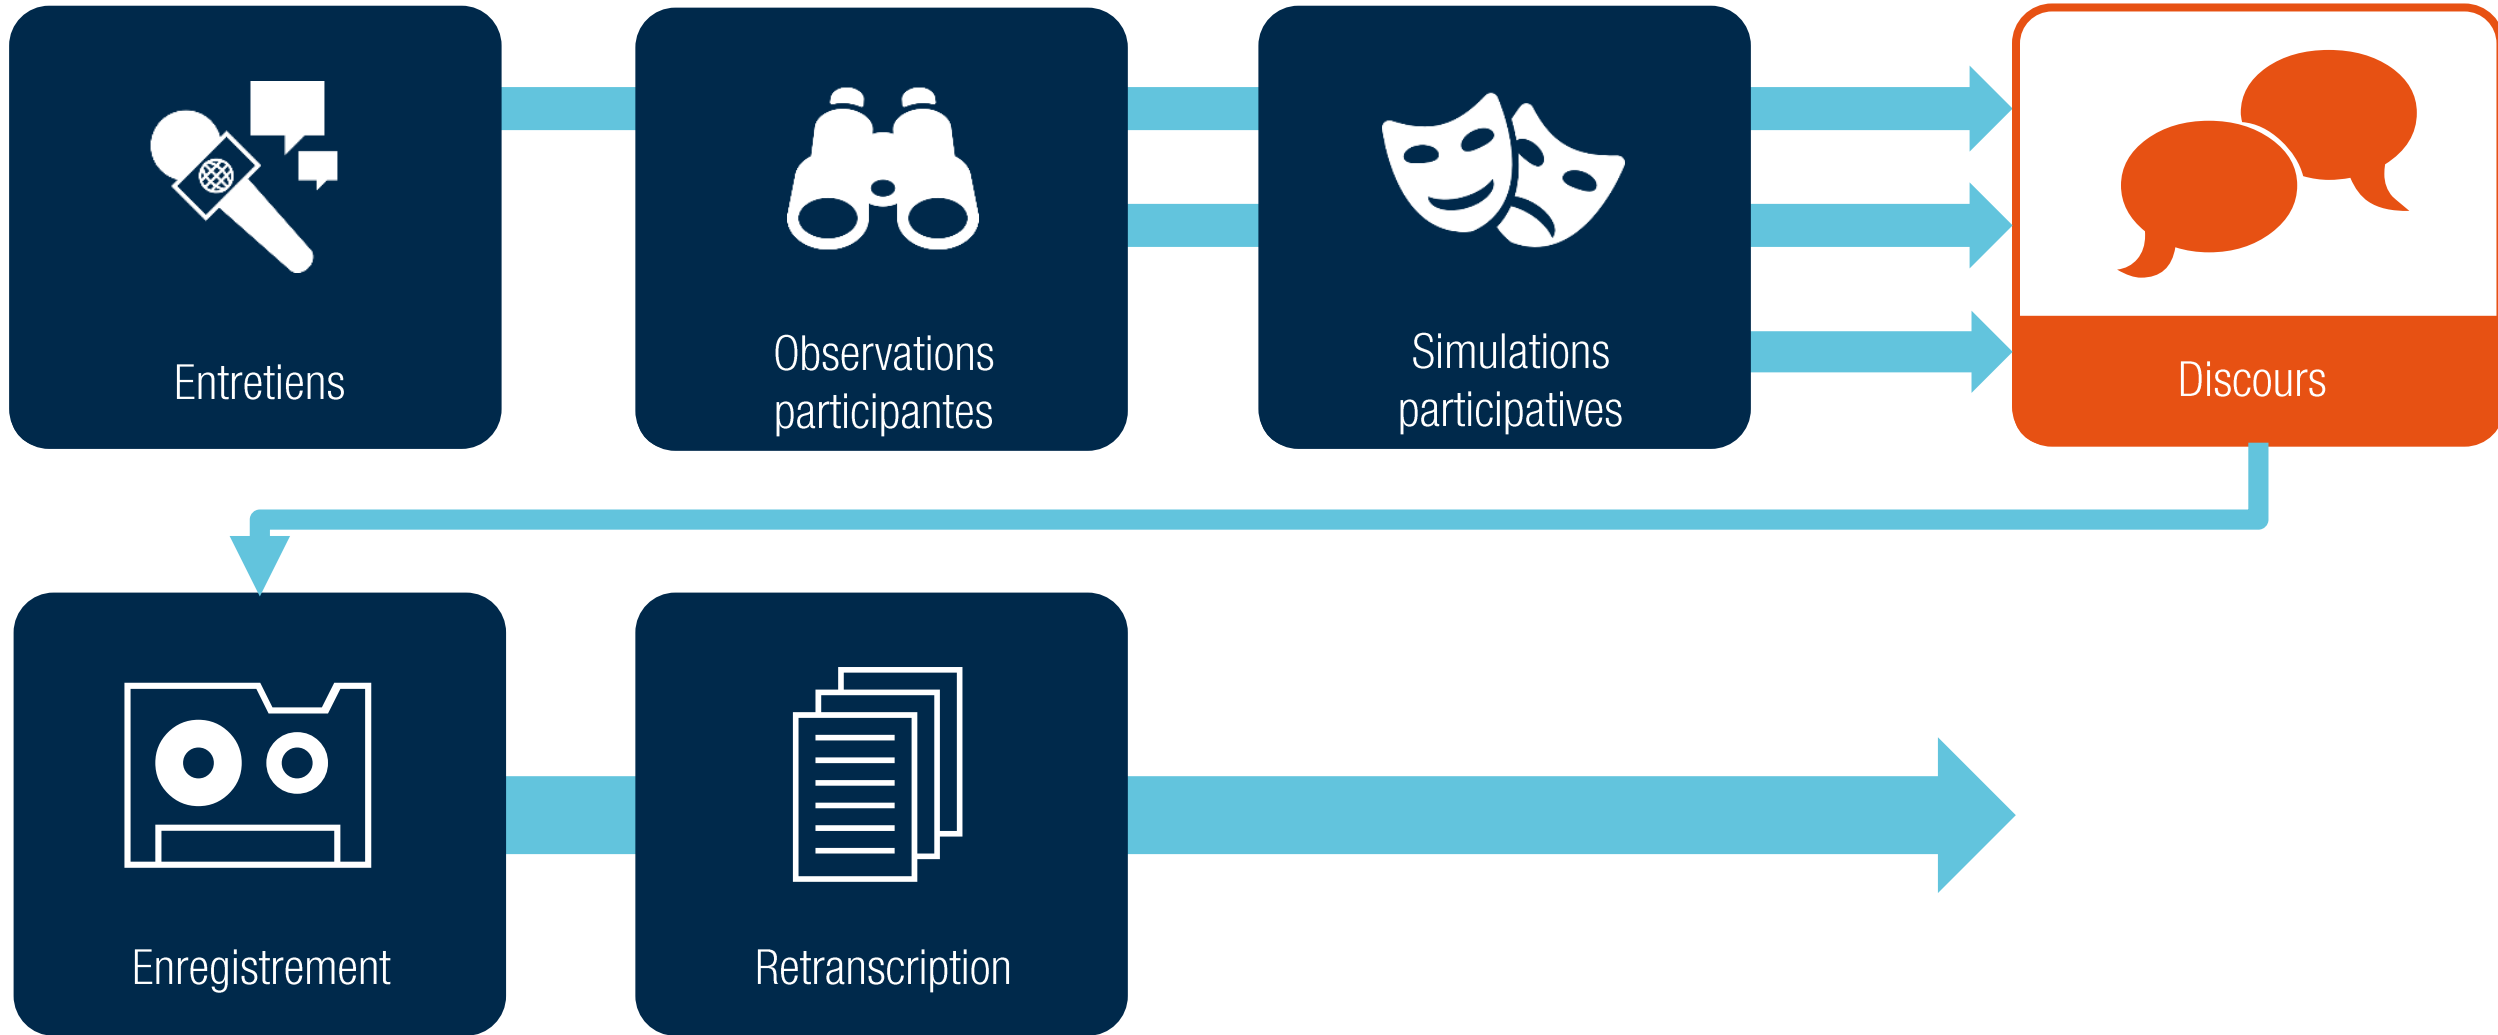 Entretiens
Observations
participantes
Simulations
participatives
Discours
Enregistrement
Retranscription